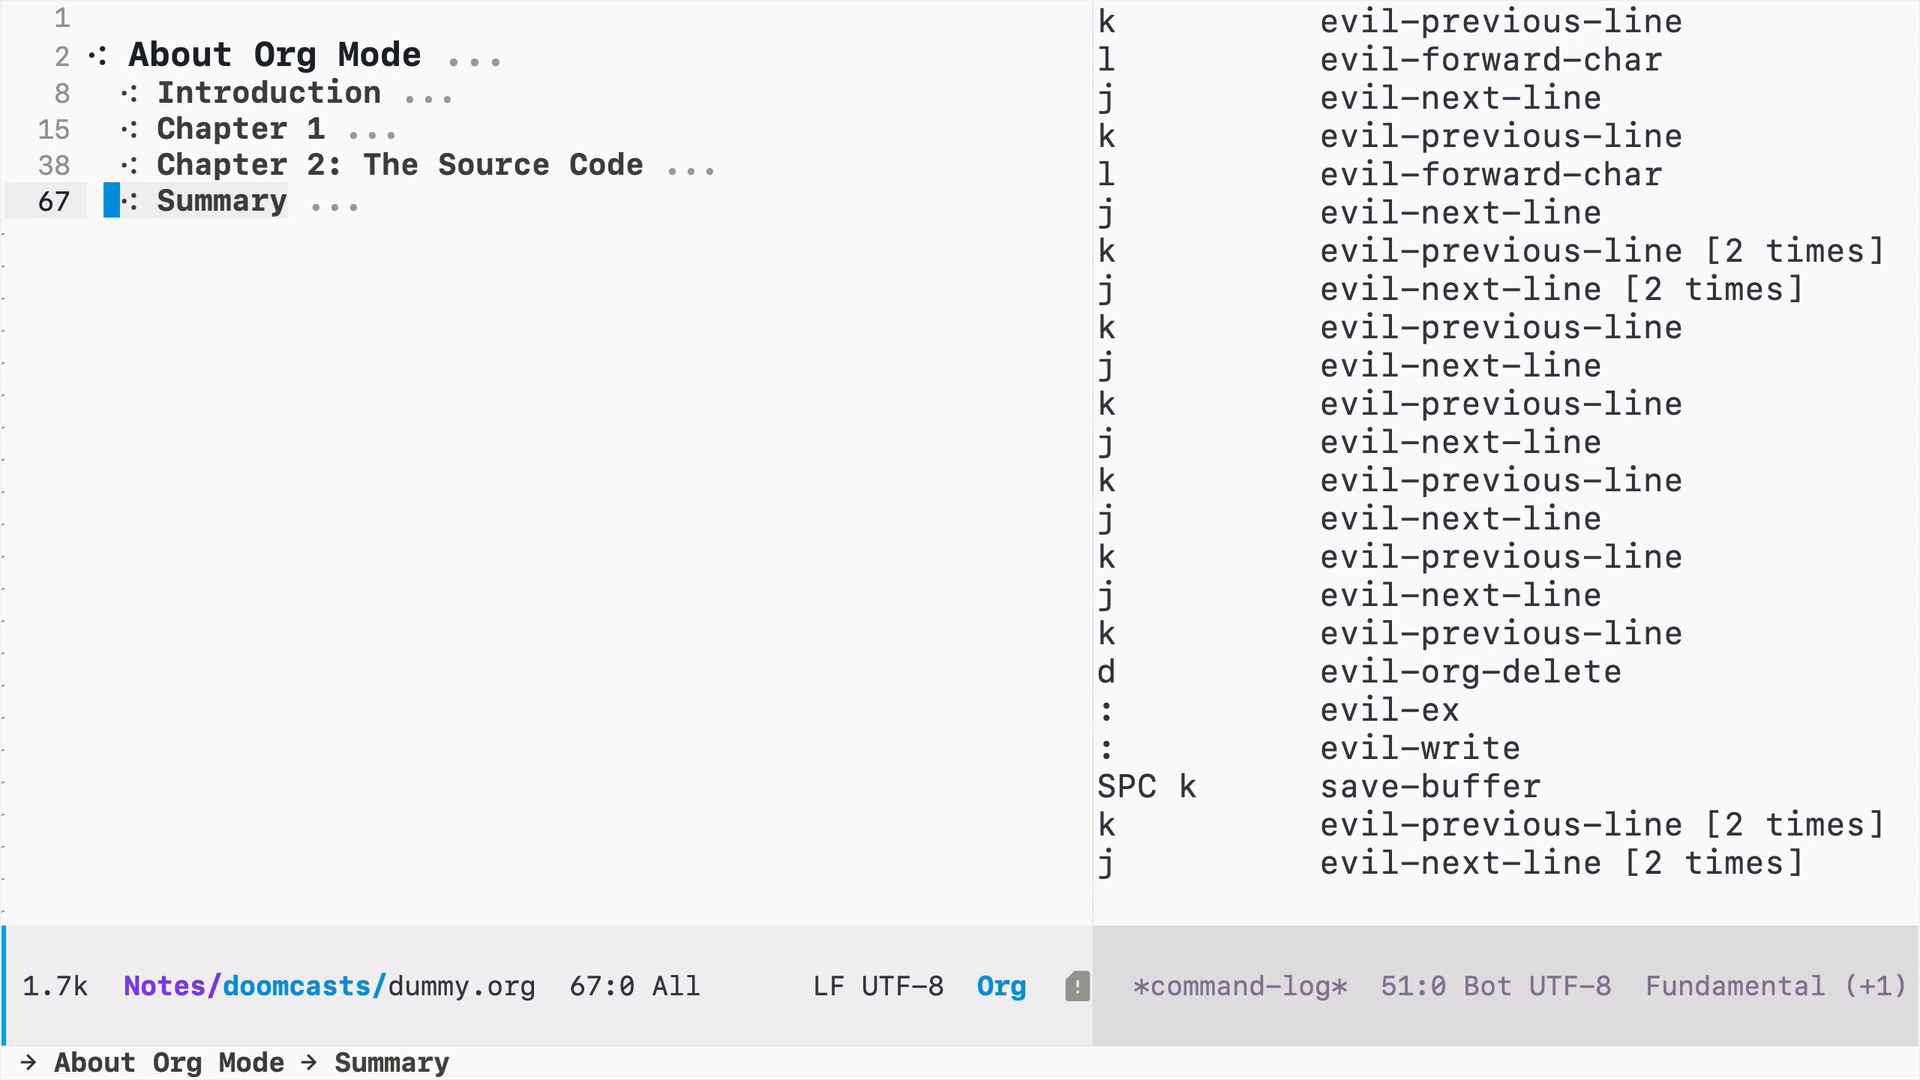 1
2 About Org Mode ...
8 Introduction ...
15 Chapter 1 ...
38 Chapter 2: The Source Code ...
67 Summary ...
1.7k Notes/doomcasts/dummy.org 67:0 All LF UTF-8 Org !
→ About Org Mode → Summary
k evil-previous-line
l evil-forward-char
j evil-next-line
k evil-previous-line
l evil-forward-char
j evil-next-line
k evil-previous-line [2 times]
j evil-next-line [2 times]
k evil-previous-line
j evil-next-line
k evil-previous-line
j evil-next-line
k evil-previous-line
j evil-next-line
k evil-previous-line
j evil-next-line
k evil-previous-line
d evil-org-delete
: evil-ex
: evil-write
SPC k save-buffer
k evil-previous-line [2 times]
j evil-next-line [2 times]
*command-log* 51:0 Bot UTF-8 Fundamental (+1)